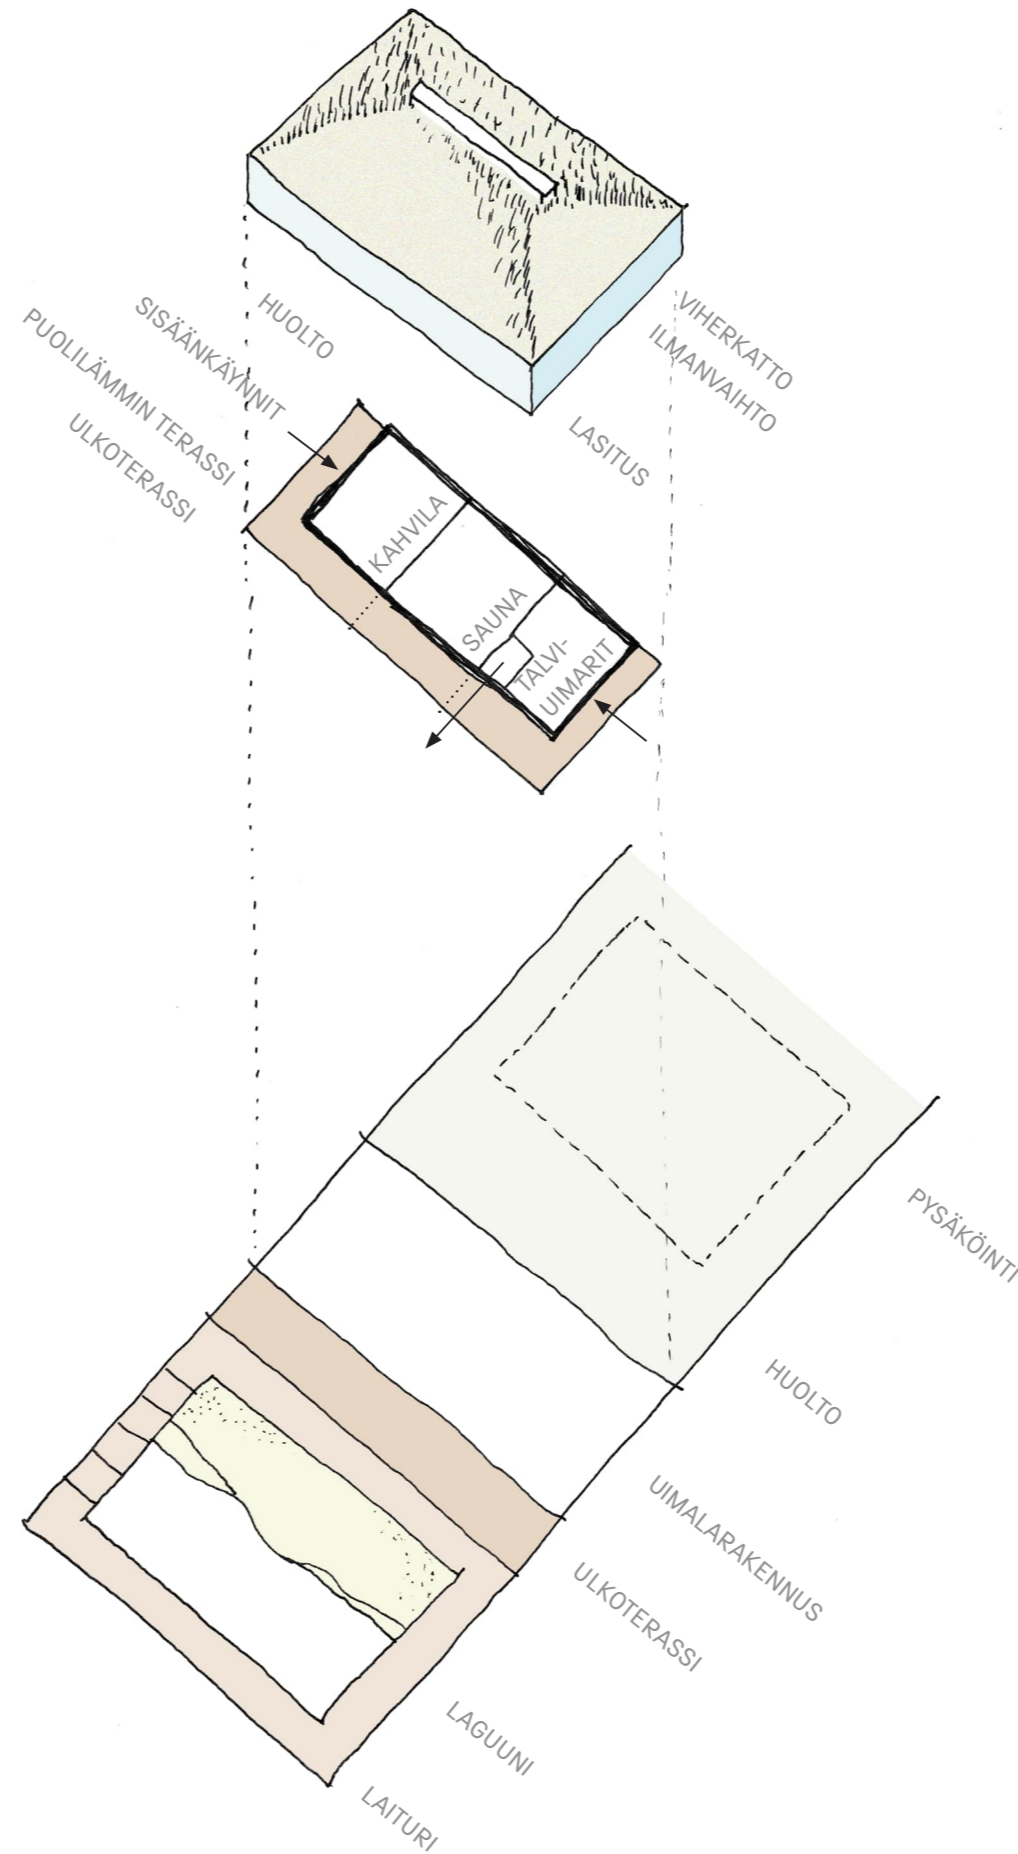 HUOLTO
SISÄÄNKÄYNNIT
PUOLILÄMMIN TERASSI
ULKOTERASSI
VIHERKATTO
ILMANVAIHTO
LASITUS
KAHVILA
SAUNA
TALVI-
UIMARIT
PYSÄKÖINTI
HUOLTO
UIMALARAKENNUS
ULKOTERASSI
LAGUUNI
LAITURI